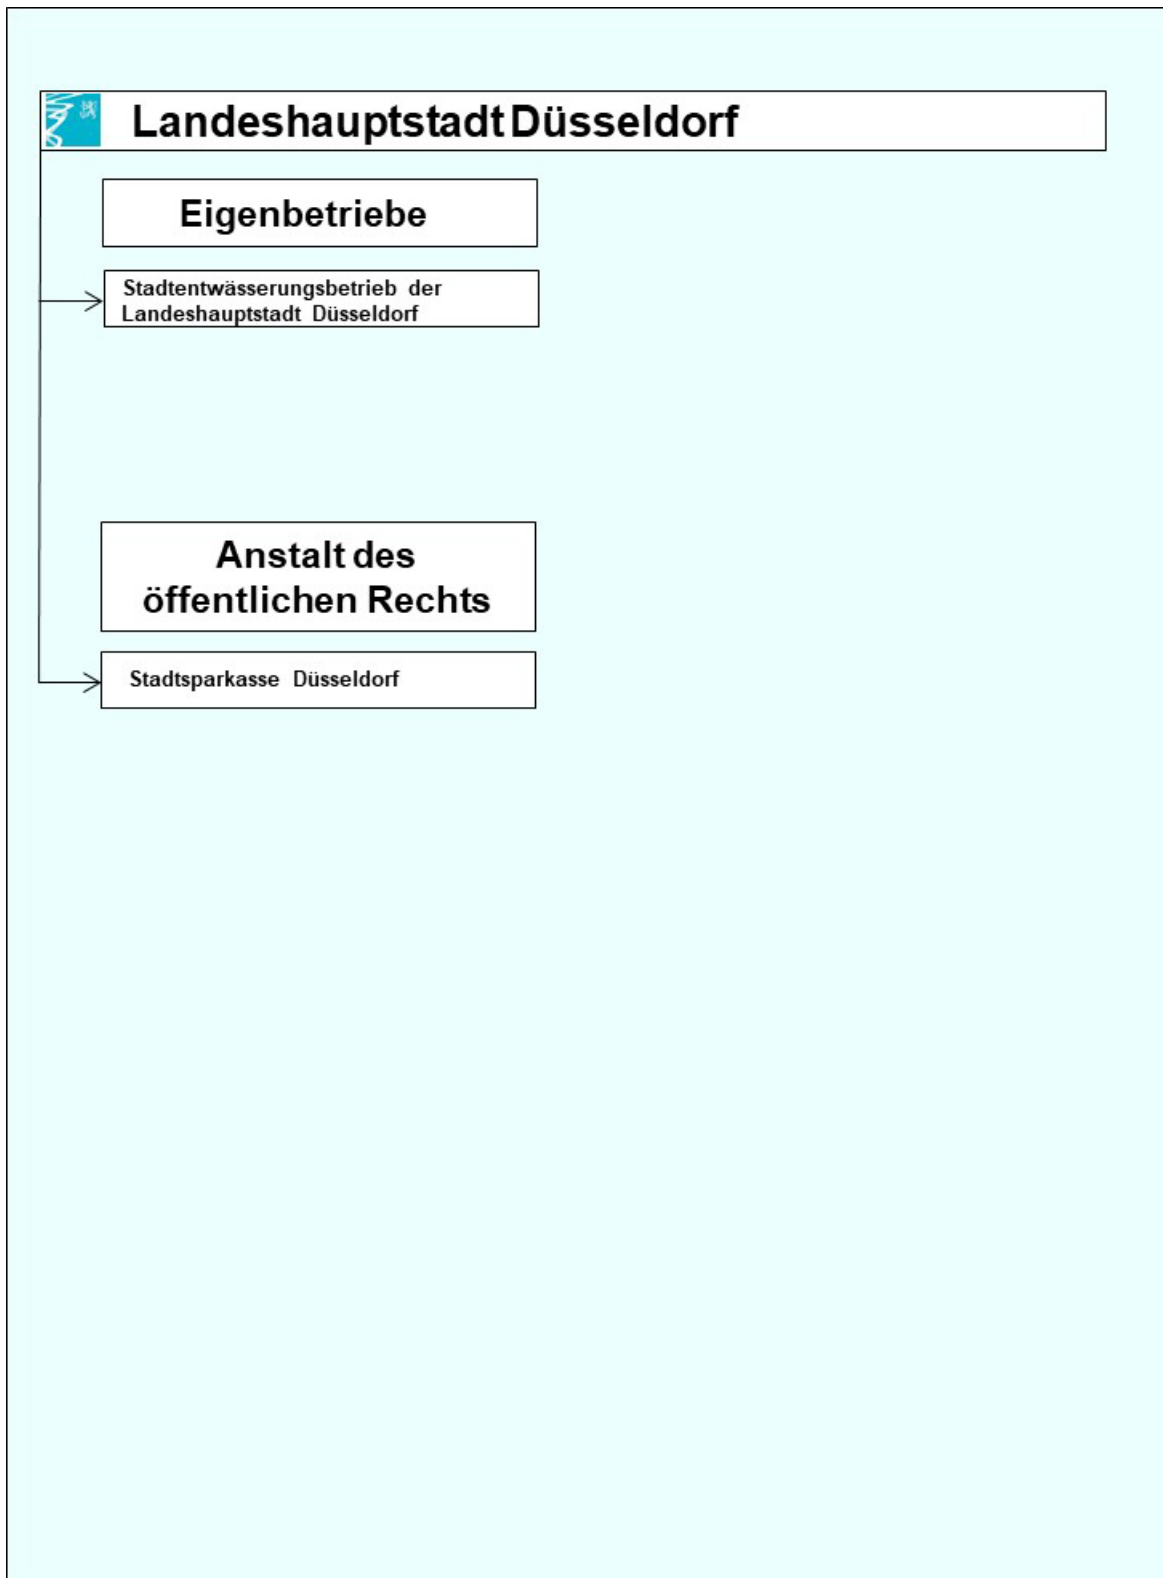 Landeshauptstadt Düsseldorf
Eigenbetriebe
Stadtentwässerungsbetrieb der
Landeshauptstadt Düsseldorf
Anstalt des
öffentlichen Rechts
Stadtsparkasse Düsseldorf